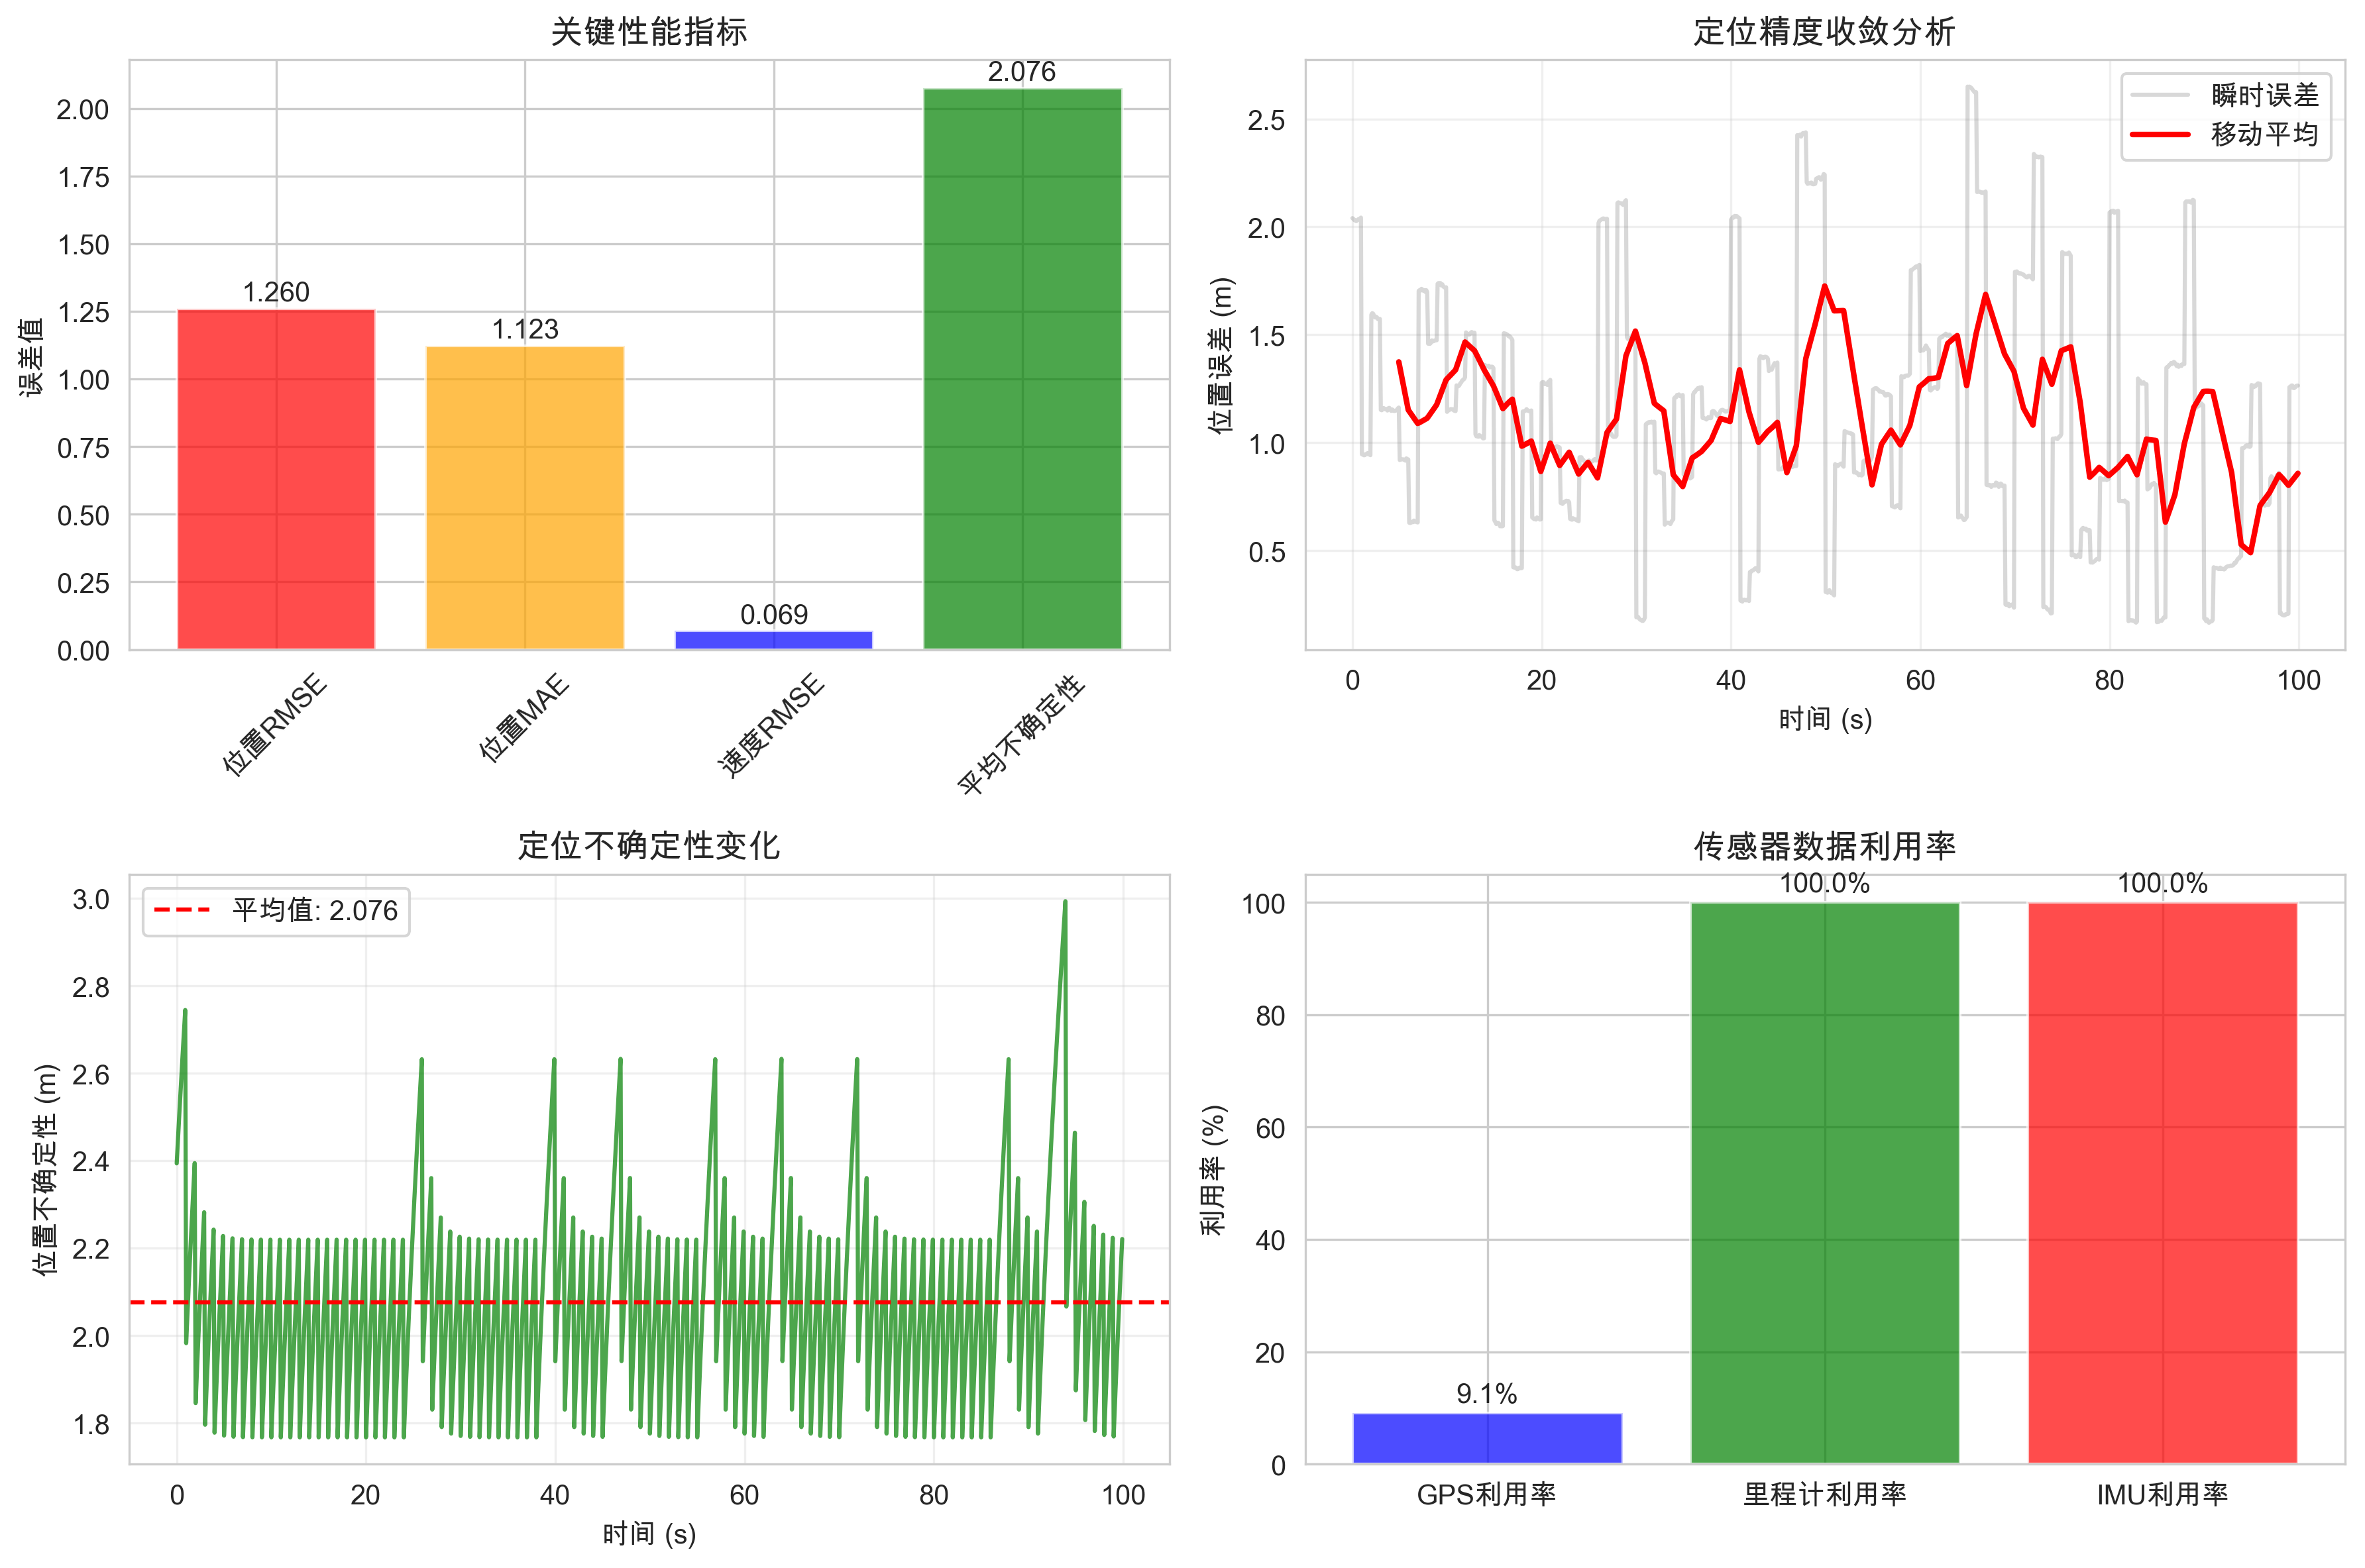 关键性能指标
误差值
2.00
1.75
1.50
1.25
1.00
0.75
0.50
0.25
0.00
1.260
1.123
0.069
2.076
位置RMSE
位置MAE
速度RMSE
平均不确定性
定位精度收敛分析
瞬时误差
移动平均
位置误差 (m)
2.5
2.0
1.5
1.0
0.5
0 20 40 60 80 100
时间 (s)
定位不确定性变化
平均值: 2.076
位置不确定性 (m)
3.0
2.8
2.6
2.4
2.2
2.0
1.8
0 20 40 60 80 100
时间 (s)
传感器数据利用率
利用率 (%)
100
80
60
40
20
0
9.1%
100.0%
100.0%
GPS利用率
里程计利用率
IMU利用率